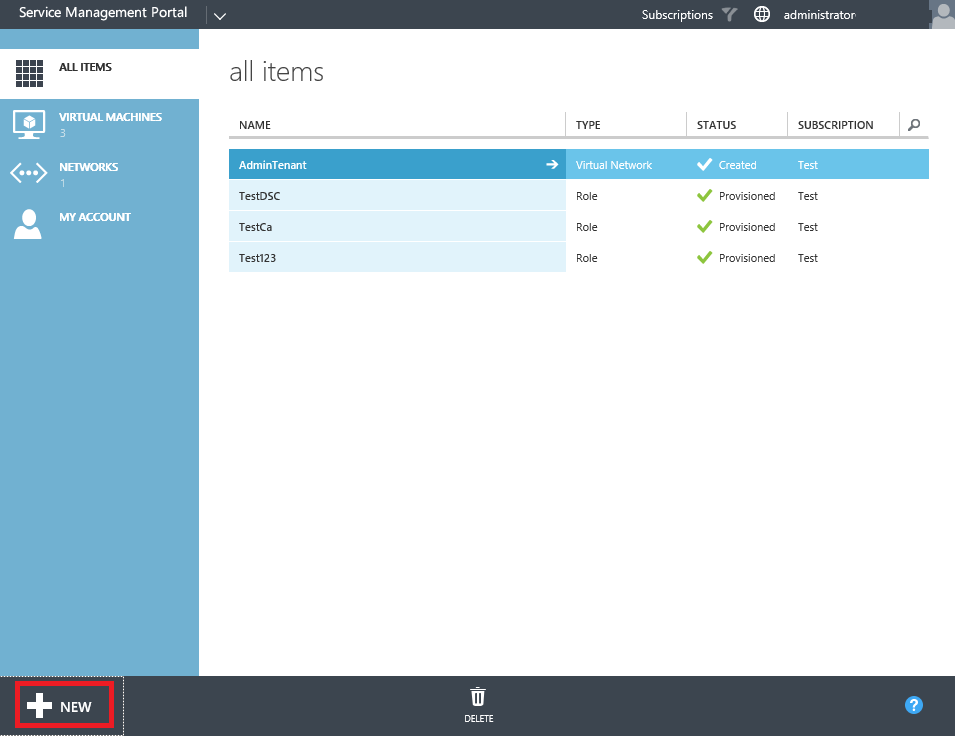 Service Management Portal
Subscriptions administrator
ALL ITEMS
VIRTUAL MACHINES
3
NETWORKS
1
MY ACCOUNT
all items
NAME TYPE STATUS SUBSCRIPTION
AdminTenant Virtual Network Created Test
TestDSC Role Provisioned Test
TestCa Role Provisioned Test
Test123 Role Provisioned Test
NEW
DELETE
?